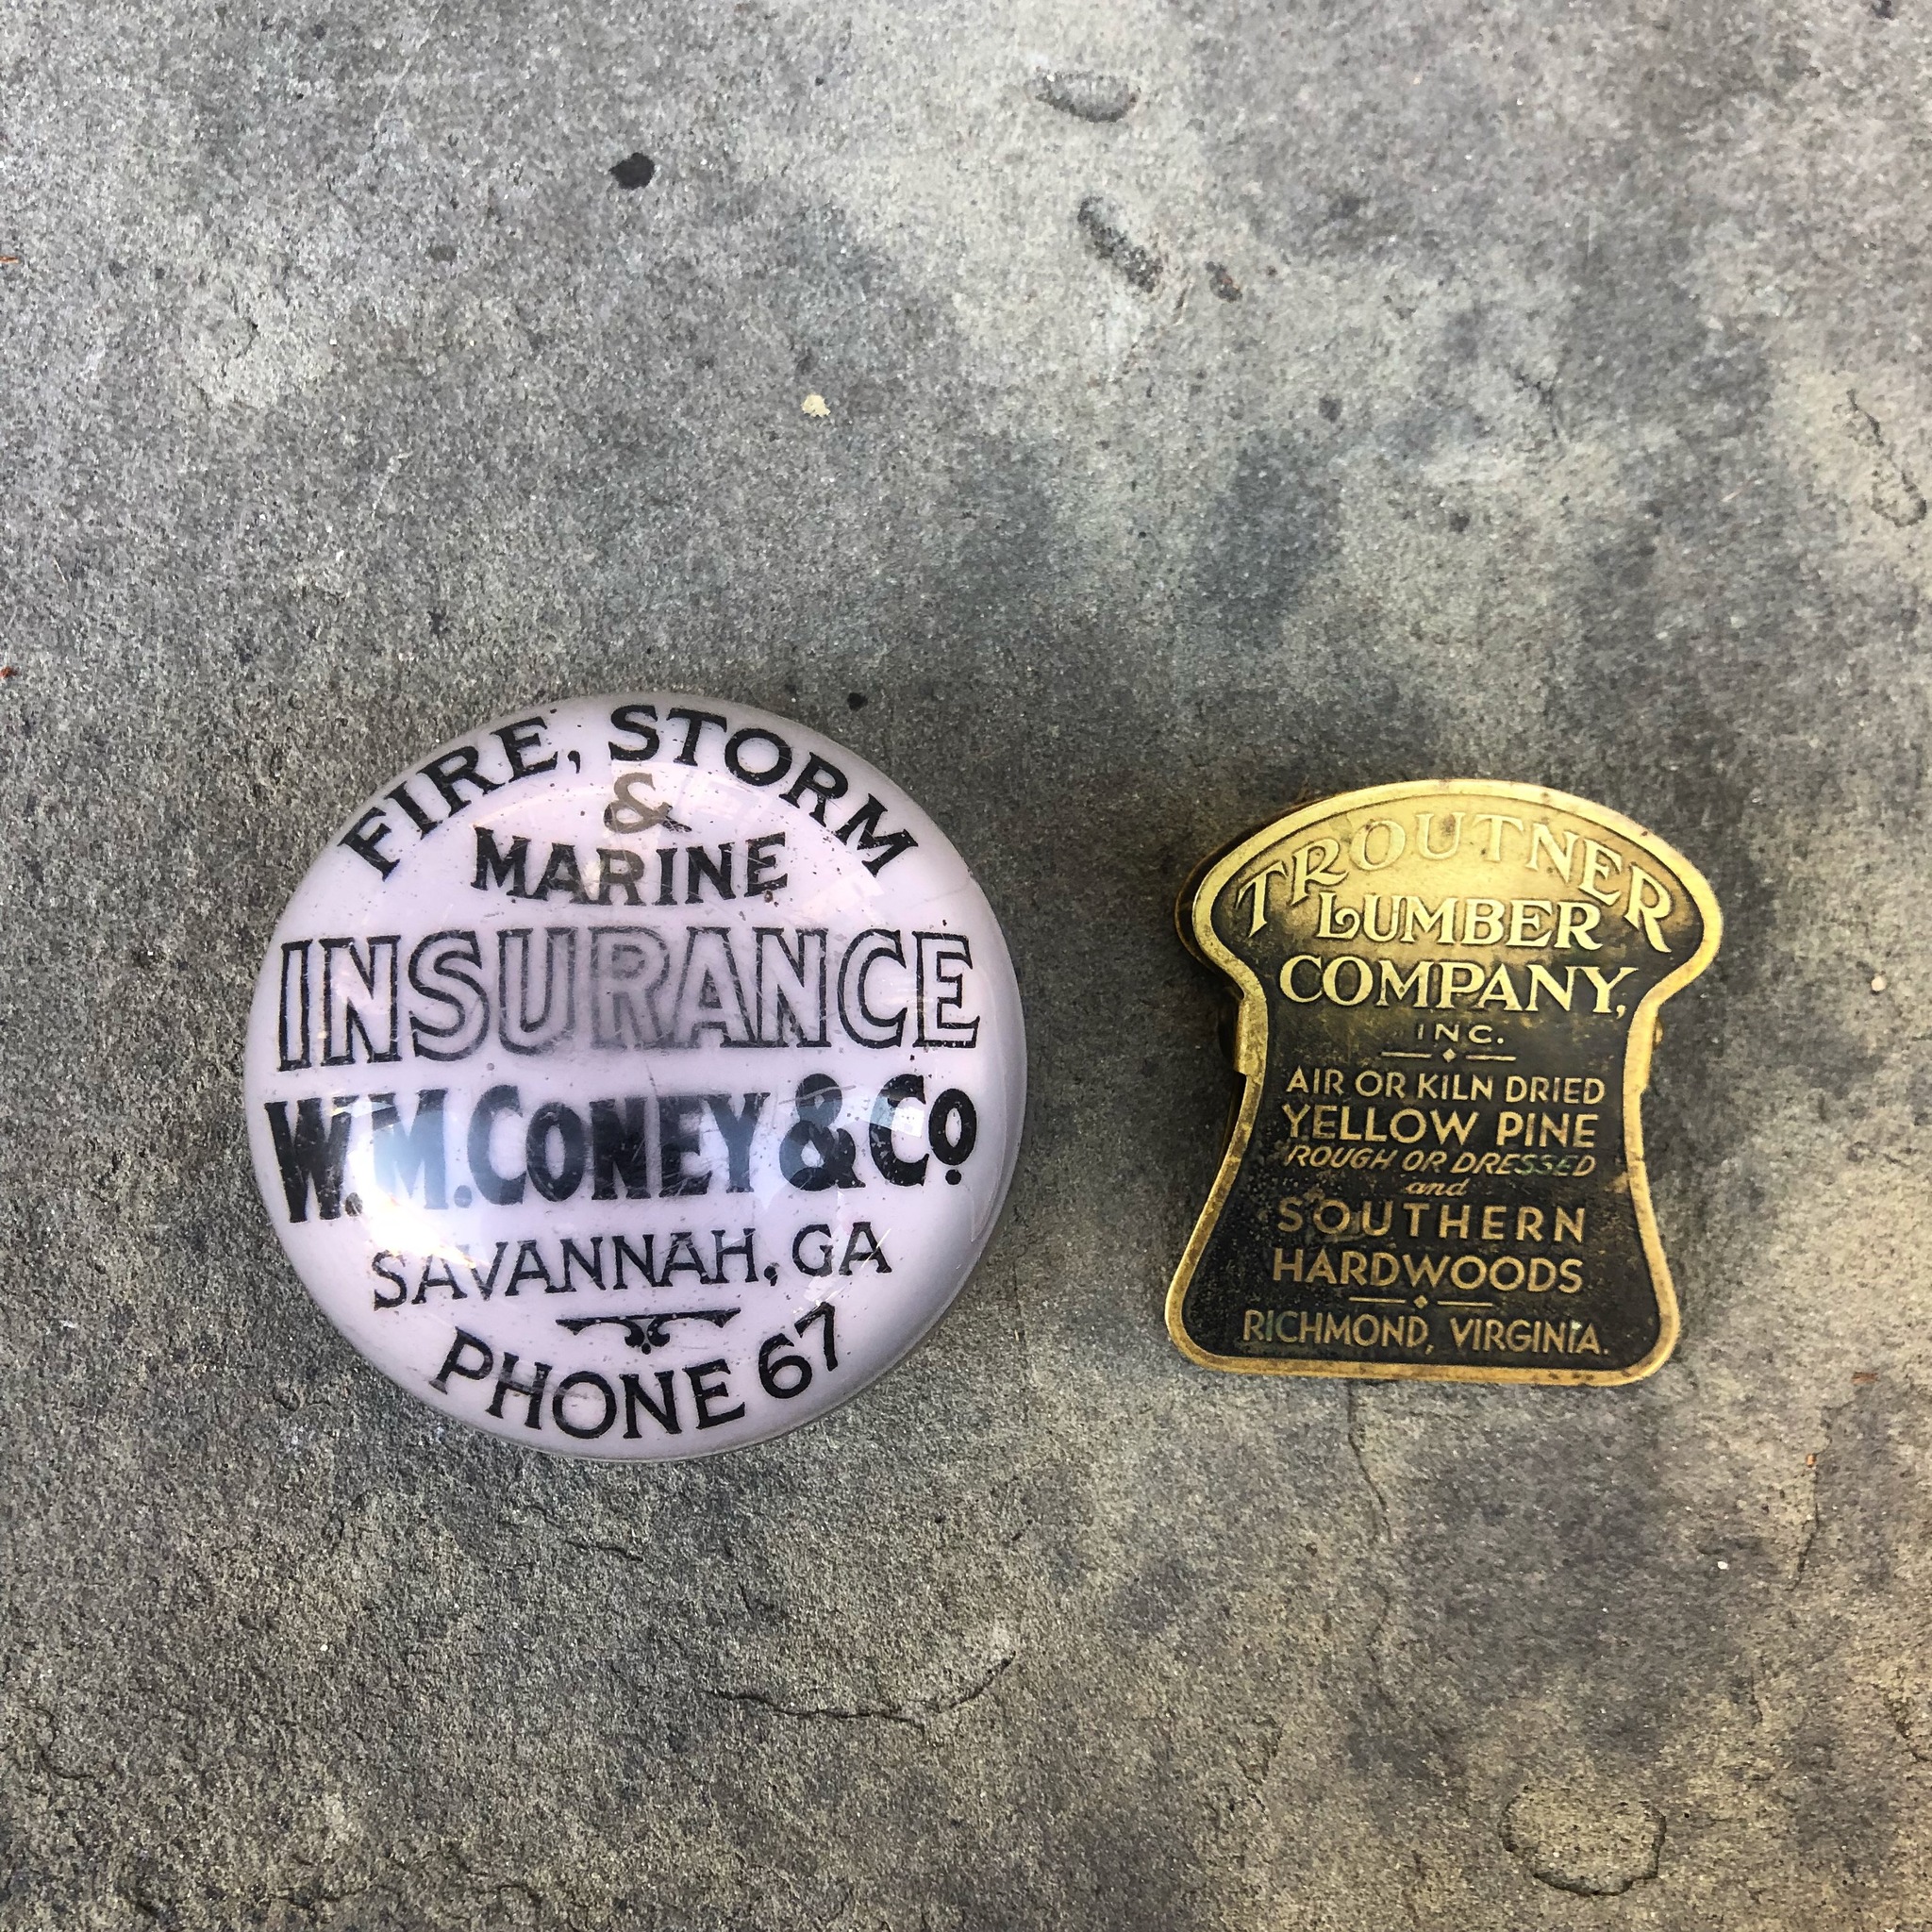 FIRE, STORM
&
MARINE
INSURANCE
W.M.CONEY & Co
SAVANNAH, GA
PHONE 67
TROUTNER
LUMBER
COMPANY,
INC.
AIR OR KILN DRIED
YELLOW PINE
ROUGH OR DRESSED
and
SOUTHERN
HARDWOODS
RICHMOND, VIRGINIA.